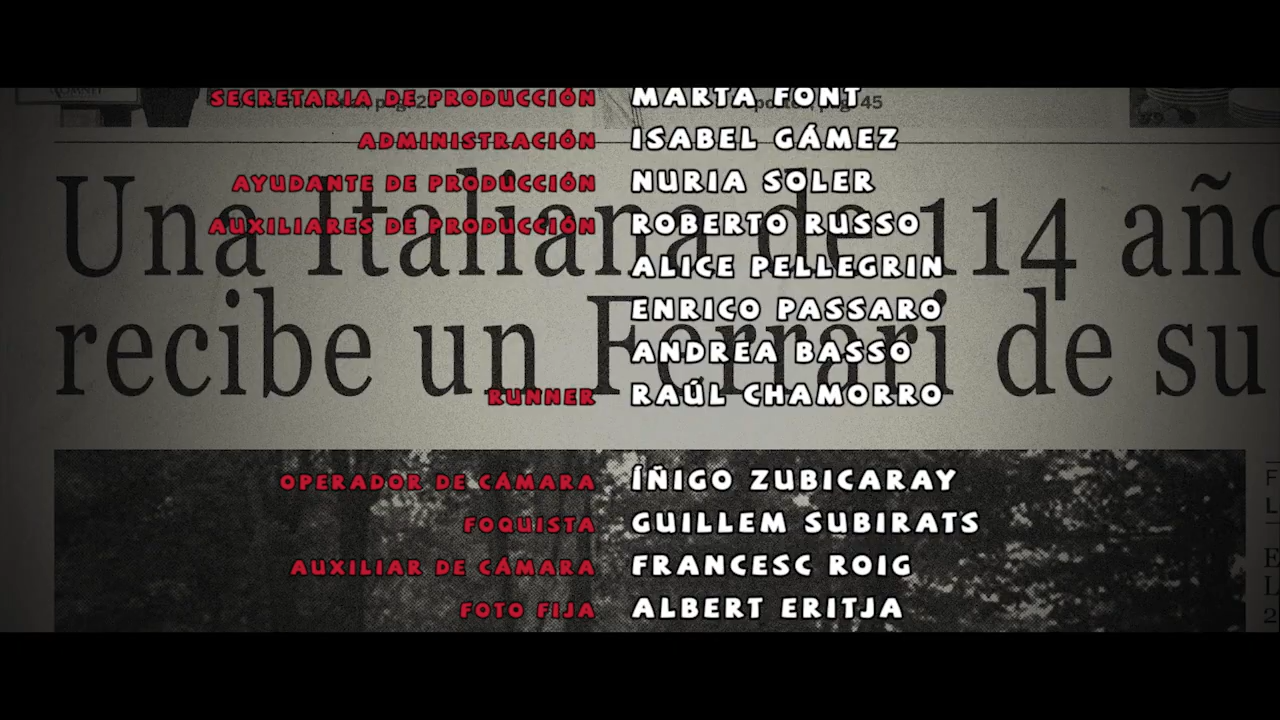 SECRETARIA DE PRODUCCIÓN MARTA FONT
ADMINISTRACIÓN ISABEL GÁMEZ
AYUDANTE DE PRODUCCIÓN NURIA SOLER
AUXILIARES DE PRODUCCIÓN ROBERTO RUSSO
ALICE PELLEGRIN
ENRICO PASSARO
ANDREA BASSO
RUNNER RAÚL CHAMORRO
OPERADOR DE CÁMARA ÍÑIGO ZUBICARAY
FOQUISTA GUILLEM SUBIRATS
AUXILIAR DE CÁMARA FRANCESC ROIG
FOTO FIJA ALBERT ERITJA
Una Italiana de 114 año
recibe un Ferrari de su